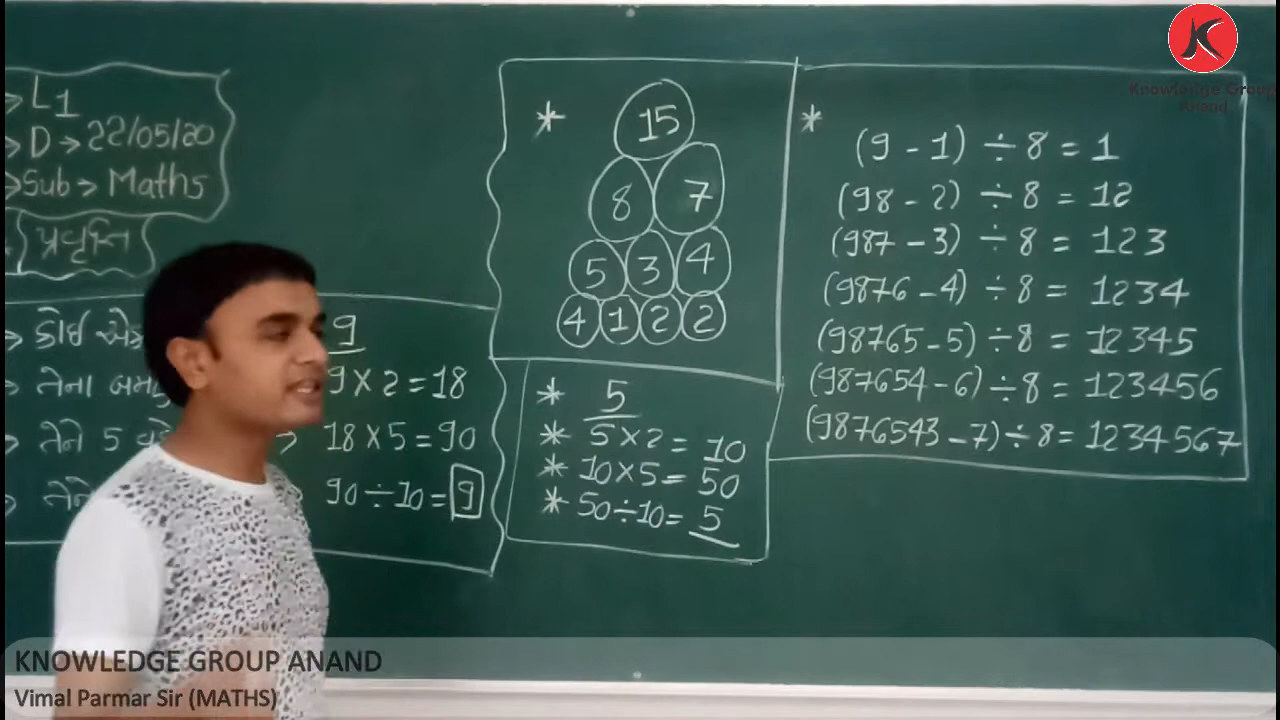 → L1
D → 22/05/20
→ Sub → Maths
પ્રવૃત્તિ
→ કોઈ
9
→ તેના
9 × 2 = 18
→ તેને 5
→ 18 × 5 = 90
→ 90 ÷ 10 = 9
* 15
8 7
5 3 4
4 1 2 2
* 5
* 5 × 2 = 10
* 10 × 5 = 50
* 50 ÷ 10 = 5
*
(9 - 1) ÷ 8 = 1
(98 - 2) ÷ 8 = 12
(987 - 3) ÷ 8 = 123
(9876 - 4) ÷ 8 = 1234
(98765 - 5) ÷ 8 = 12345
(987654 - 6) ÷ 8 = 123456
(9876543 - 7) ÷ 8 = 1234567
Knowledge Group
Anand
KNOWLEDGE GROUP ANAND
Vimal Parmar Sir (MATHS)